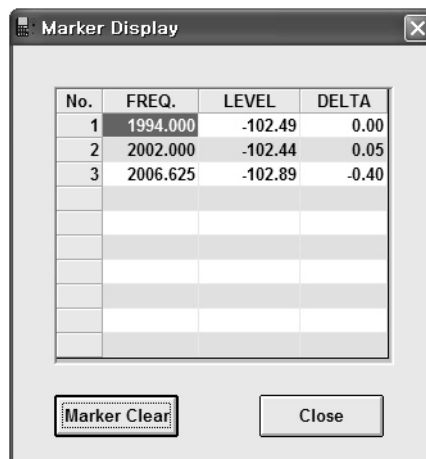 Marker Display
No. FREQ. LEVEL DELTA
1 1994.000 -102.49 0.00
2 2002.000 -102.44 0.05
3 2006.625 -102.89 -0.40
Marker Clear Close